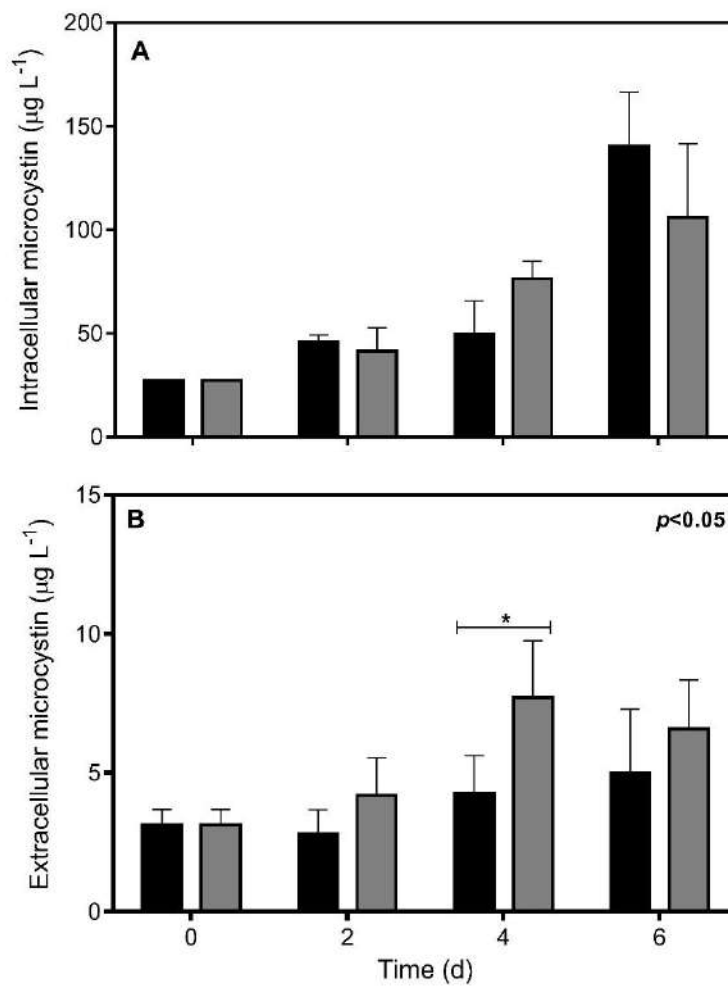 A
Intracellular microcystin (µg L⁻¹)
200
150
100
50
0
B
p<0.05
*
Extracellular microcystin (µg L⁻¹)
15
10
5
0
0 2 4 6
Time (d)